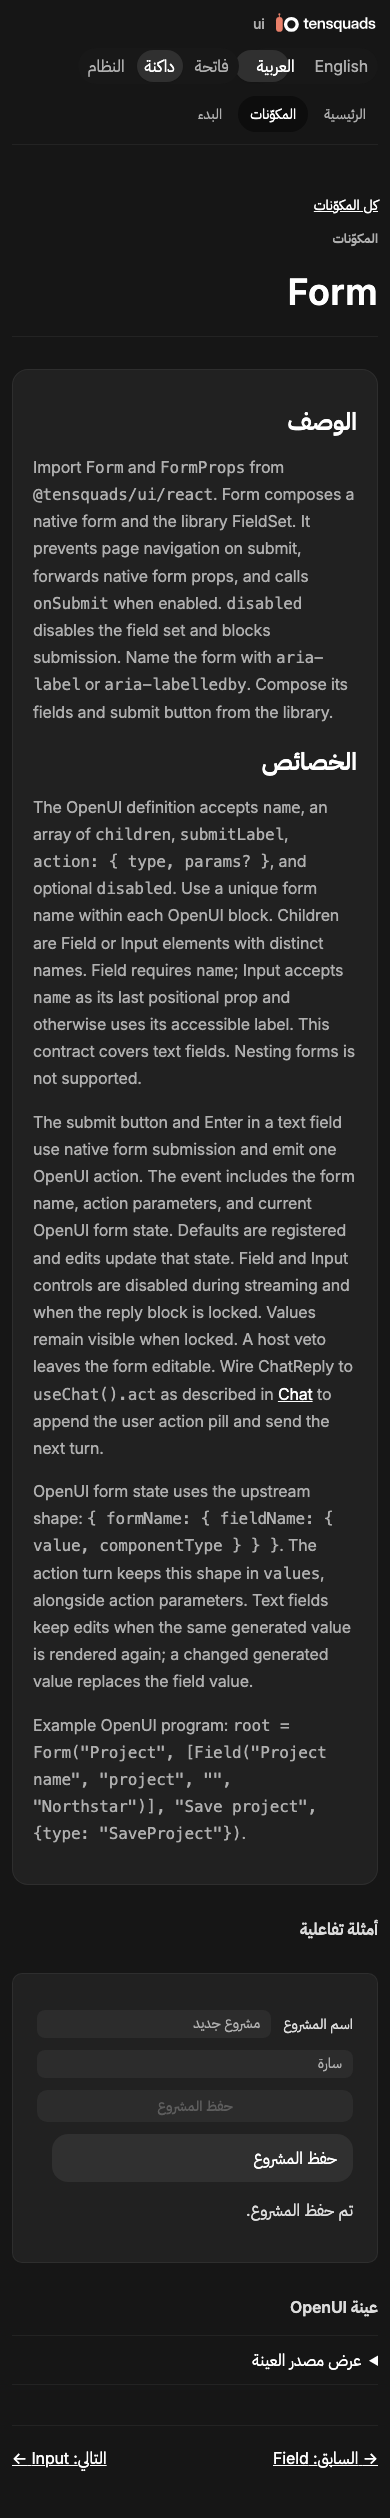 tensquads ui
English العربية فاتحة داكنة النظام
الرئيسية المكوّنات البدء
كل المكوّنات
المكوّنات
Form
الوصف
Import Form and FormProps from
@tensquads/ui/react. Form composes a
native form and the library FieldSet. It
prevents page navigation on submit,
forwards native form props, and calls
onSubmit when enabled. disabled
disables the field set and blocks
submission. Name the form with aria-
label or aria-labelledby. Compose its
fields and submit button from the library.
الخصائص
The OpenUI definition accepts name, an
array of children, submitLabel,
action: { type, params? }, and
optional disabled. Use a unique form
name within each OpenUI block. Children
are Field or Input elements with distinct
names. Field requires name; Input accepts
name as its last positional prop and
otherwise uses its accessible label. This
contract covers text fields. Nesting forms is
not supported.
The submit button and Enter in a text field
use native form submission and emit one
OpenUI action. The event includes the form
name, action parameters, and current
OpenUI form state. Defaults are registered
and edits update that state. Field and Input
controls are disabled during streaming and
when the reply block is locked. Values
remain visible when locked. A host veto
leaves the form editable. Wire ChatReply to
useChat().act as described in Chat to
append the user action pill and send the
next turn.
OpenUI form state uses the upstream
shape: { formName: { fieldName: {
value, componentType } } }. The
action turn keeps this shape in values,
alongside action parameters. Text fields
keep edits when the same generated value
is rendered again; a changed generated
value replaces the field value.
Example OpenUI program: root =
Form("Project", [Field("Project
name", "project", "",
"Northstar")], "Save project",
{type: "SaveProject"}).
أمثلة تفاعلية
اسم المشروع مشروع جديد
سارة
حفظ المشروع
حفظ المشروع
تم حفظ المشروع.
عينة OpenUI
عرض مصدر العينة
→ السابق: Field التالي: Input ←